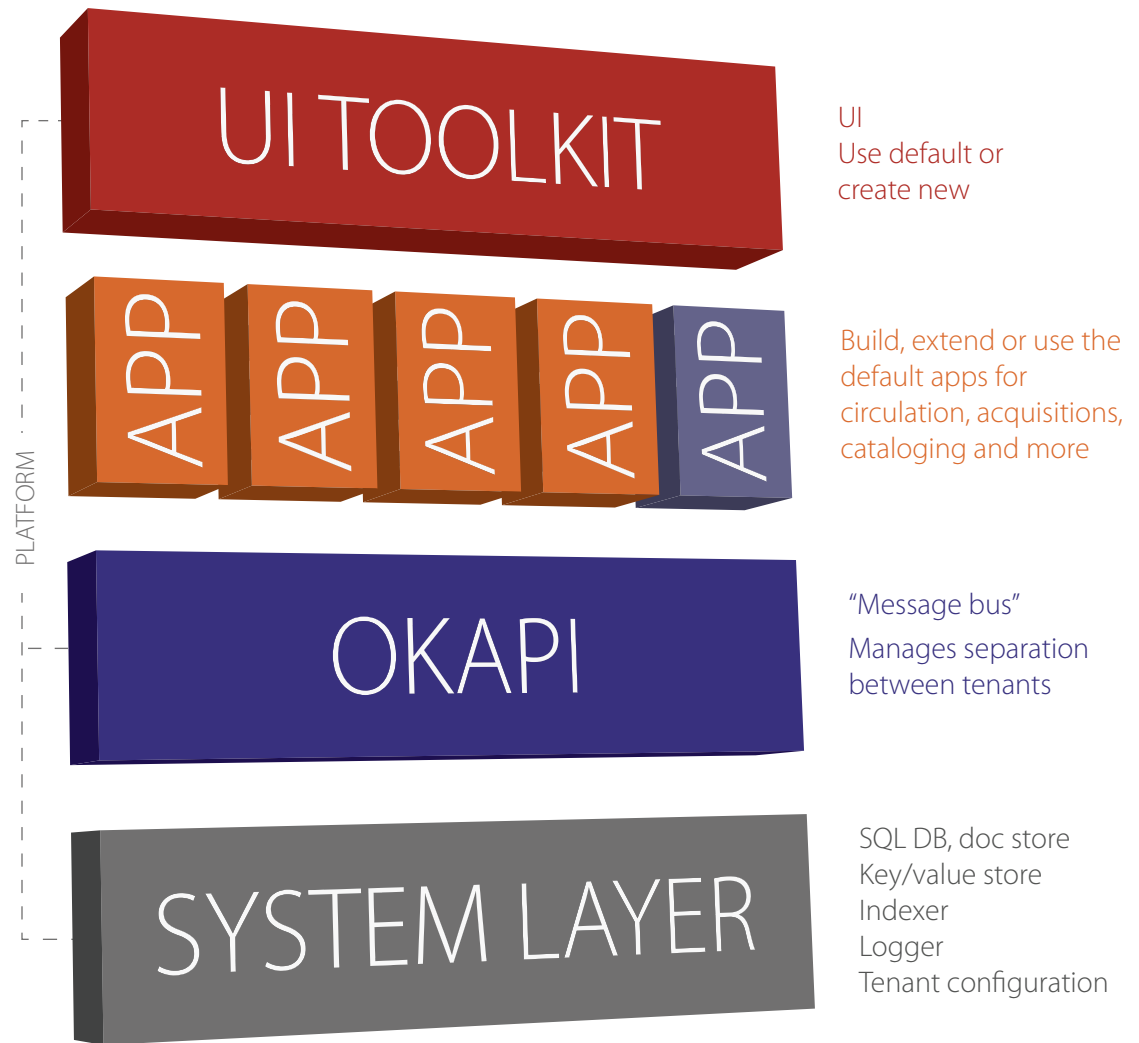 UI TOOLKIT
UI
Use default or
create new
APP
APP
APP
APP
APP
Build, extend or use the
default apps for
circulation, acquisitions,
cataloging and more
PLATFORM
OKAPI
“Message bus”
Manages separation
between tenants
SYSTEM LAYER
SQL DB, doc store
Key/value store
Indexer
Logger
Tenant configuration